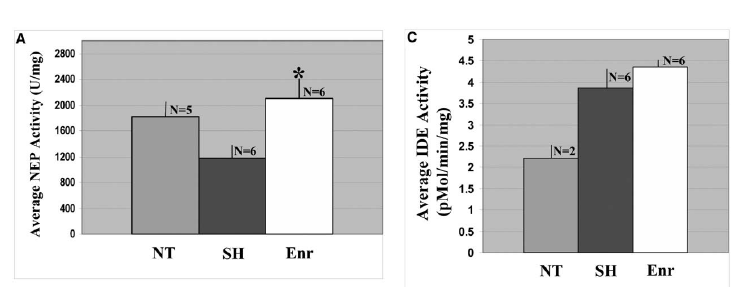 A
Average NEP Activity (U/mg)
2800
2400
2000
1600
1200
800
400
0
N=5
N=6
*
N=6
NT SH Enr
C
Average IDE Activity
(pMol/min/mg)
5
4.5
4
3.5
3
2.5
2
1.5
1
0.5
0
N=2
N=6
N=6
NT SH Enr